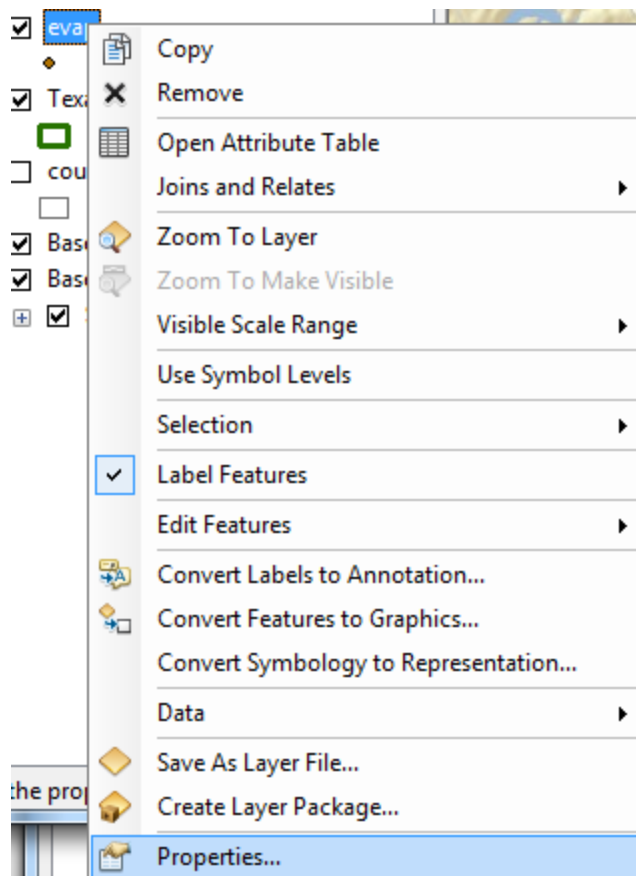 eva
Copy
Texa
Remove
Open Attribute Table
cou
Joins and Relates
Base
Zoom To Layer
Base
Zoom To Make Visible
Visible Scale Range
Use Symbol Levels
Selection
Label Features
Edit Features
Convert Labels to Annotation...
Convert Features to Graphics...
Convert Symbology to Representation...
Data
Save As Layer File...
the prop
Create Layer Package...
Properties...